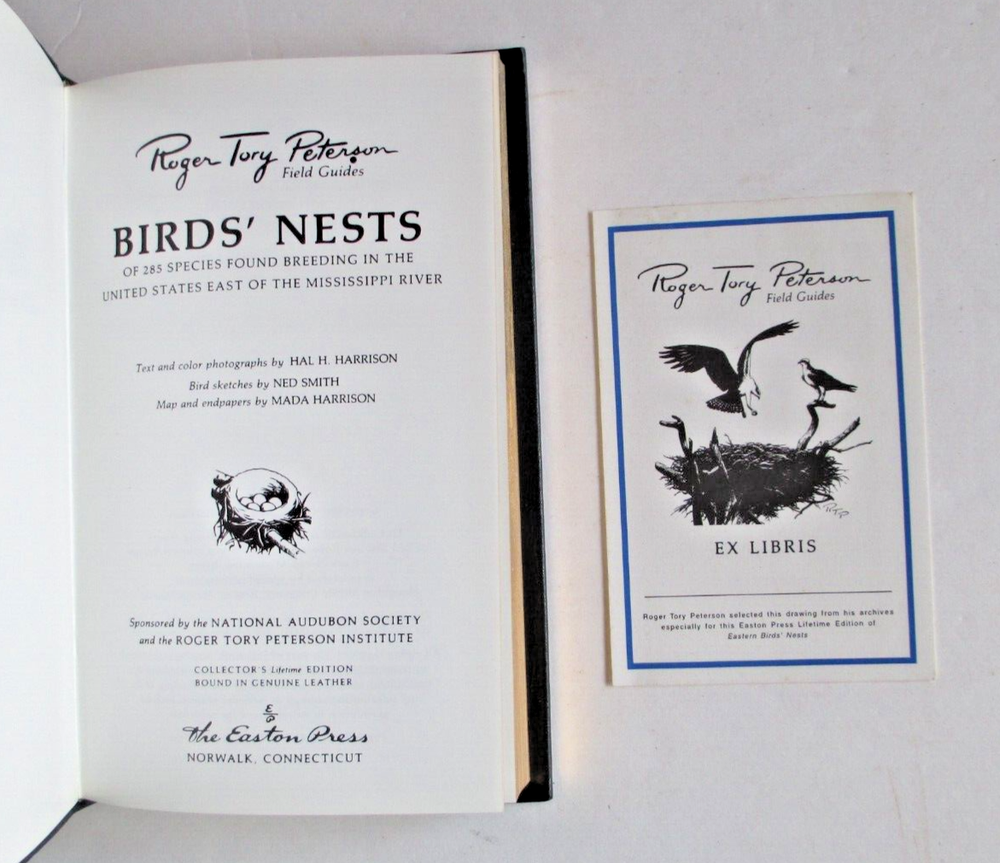 Roger Tory Peterson
Field Guides
BIRDS' NESTS
OF 285 SPECIES FOUND BREEDING IN THE
UNITED STATES EAST OF THE MISSISSIPPI RIVER
Text and color photographs by HAL H. HARRISON
Bird sketches by NED SMITH
Map and endpapers by MADA HARRISON
Sponsored by the NATIONAL AUDUBON SOCIETY
and the ROGER TORY PETERSON INSTITUTE
COLLECTOR'S Lifetime EDITION
BOUND IN GENUINE LEATHER
E
P
The Easton Press
NORWALK, CONNECTICUT
Roger Tory Peterson
Field Guides
RTP
EX LIBRIS
Roger Tory Peterson selected this drawing from his archives
especially for this Easton Press Lifetime Edition of
Eastern Birds' Nests